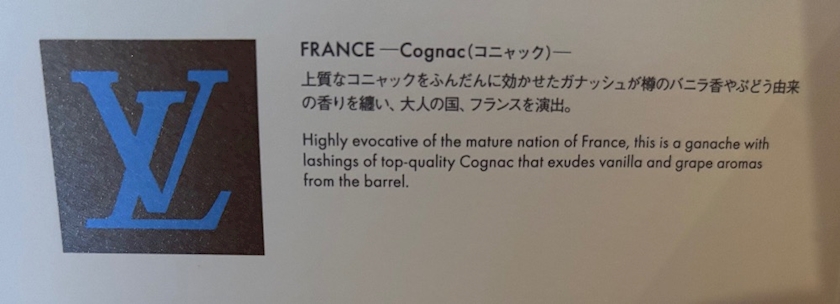 LV
FRANCE —Cognac(コニャック)—
上質なコニャックをふんだんに効かせたガナッシュが樽のバニラ香やぶどう由来
の香りを纏い、大人の国、フランスを演出。
Highly evocative of the mature nation of France, this is a ganache with
lashings of top-quality Cognac that exudes vanilla and grape aromas
from the barrel.